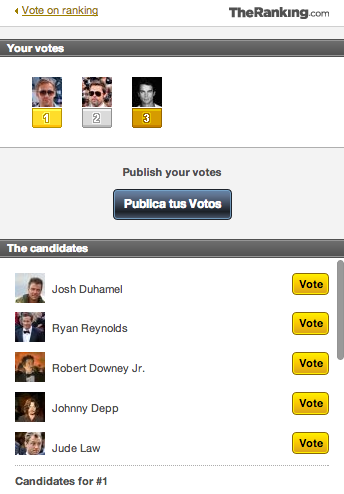 Vote on ranking
TheRanking.com
Your votes
1 2 3
Publish your votes
Publica tus Votos
The candidates
Josh Duhamel Vote
Ryan Reynolds Vote
Robert Downey Jr. Vote
Johnny Depp Vote
Jude Law Vote
Candidates for #1